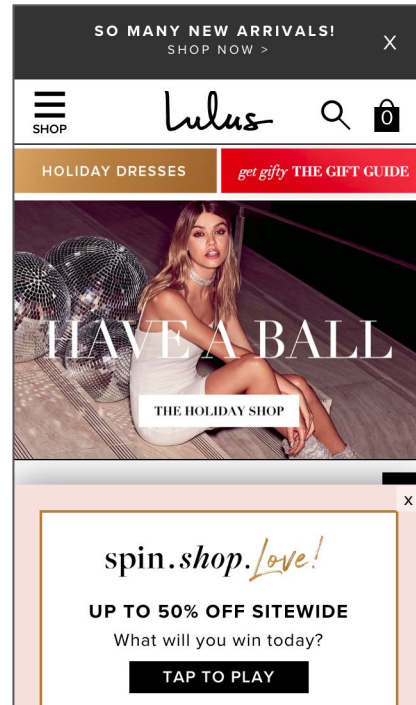 SO MANY NEW ARRIVALS!
SHOP NOW >
X
SHOP
Lulus
0
HOLIDAY DRESSES
get gifty THE GIFT GUIDE
HAVE A BALL
THE HOLIDAY SHOP
x
spin.shop.Love!
UP TO 50% OFF SITEWIDE
What will you win today?
TAP TO PLAY